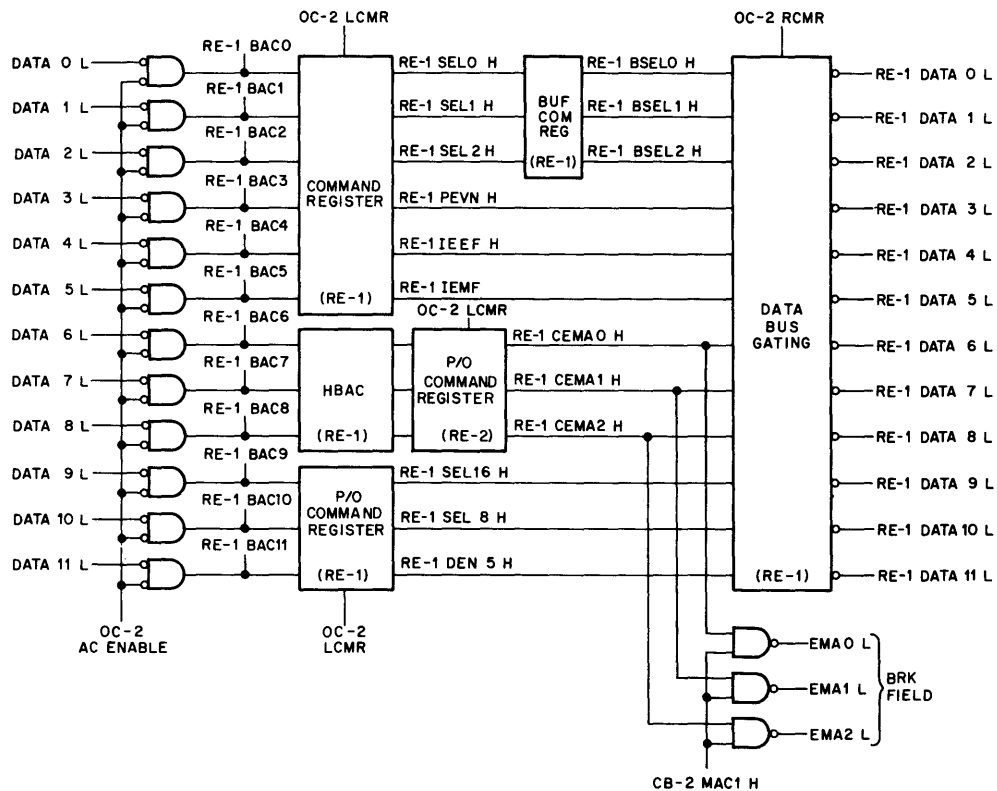 OC-2 LCMR
OC-2 RCMR
DATA 0 L
RE-1 BAC0
DATA 1 L
RE-1 BAC1
DATA 2 L
RE-1 BAC2
DATA 3 L
RE-1 BAC3
DATA 4 L
RE-1 BAC4
DATA 5 L
RE-1 BAC5
DATA 6 L
RE-1 BAC6
DATA 7 L
RE-1 BAC7
DATA 8 L
RE-1 BAC8
DATA 9 L
RE-1 BAC9
DATA 10 L
RE-1 BAC10
DATA 11 L
RE-1 BAC11
OC-2
AC ENABLE
COMMAND
REGISTER
(RE-1)
HBAC
(RE-1)
P/O
COMMAND
REGISTER
(RE-1)
OC-2
LCMR
RE-1 SEL0 H
RE-1 SEL1 H
RE-1 SEL2 H
RE-1 PEVN H
RE-1 IEEF H
RE-1 IEMF
OC-2 LCMR
P/O
COMMAND
REGISTER
(RE-2)
BUF
COM
REG
(RE-1)
RE-1 BSEL0 H
RE-1 BSEL1 H
RE-1 BSEL2 H
RE-1 CEMA0 H
RE-1 CEMA1 H
RE-1 CEMA2 H
RE-1 SEL16 H
RE-1 SEL 8 H
RE-1 DEN 5 H
DATA
BUS
GATING
(RE-1)
RE-1 DATA 0 L
RE-1 DATA 1 L
RE-1 DATA 2 L
RE-1 DATA 3 L
RE-1 DATA 4 L
RE-1 DATA 5 L
RE-1 DATA 6 L
RE-1 DATA 7 L
RE-1 DATA 8 L
RE-1 DATA 9 L
RE-1 DATA 10 L
RE-1 DATA 11 L
EMA0 L
EMA1 L
EMA2 L
BRK
FIELD
CB-2 MAC1 H